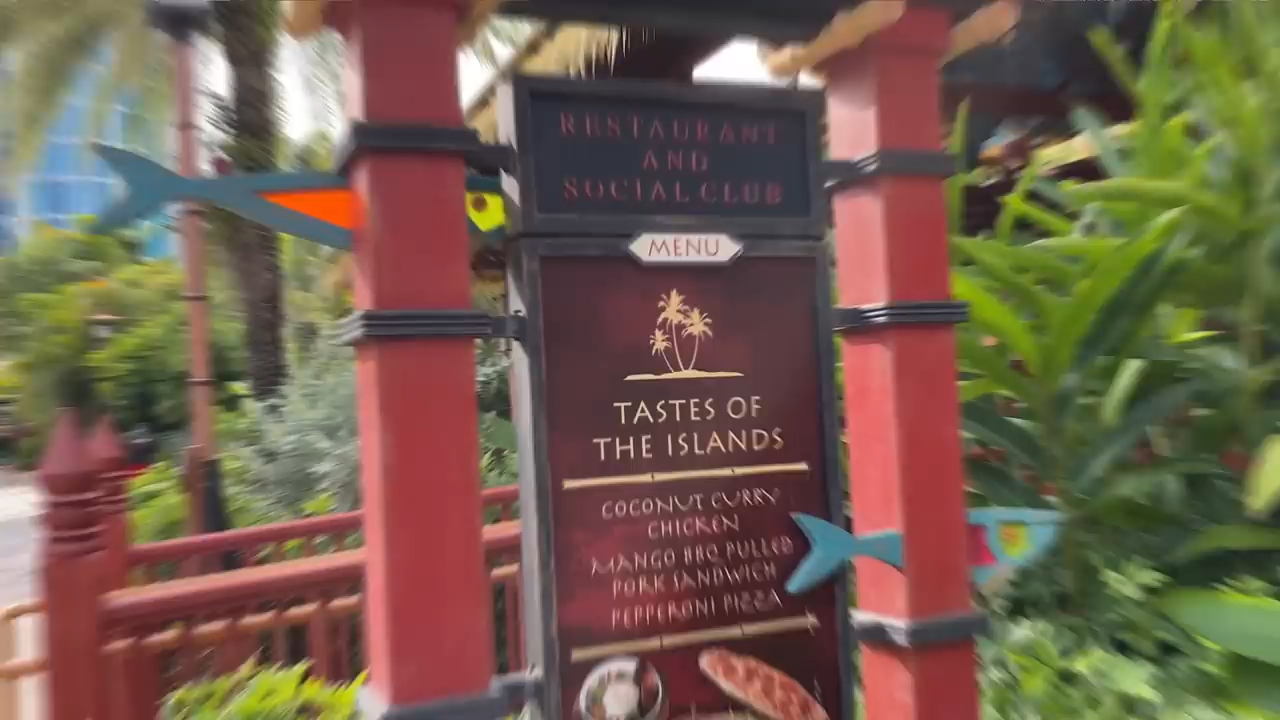 RESTAURANT
AND
SOCIAL CLUB
MENU
TASTES OF
THE ISLANDS
COCONUT CURRY
CHICKEN
MANGO BBQ PULLED
PORK SANDWICH
PEPPERONI PIZZA